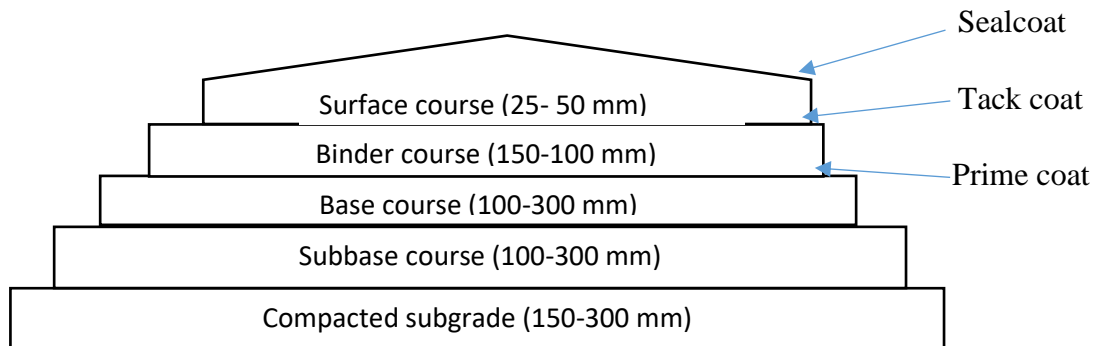 Sealcoat
Surface course (25- 50 mm)
Tack coat
Binder course (150-100 mm)
Prime coat
Base course (100-300 mm)
Subbase course (100-300 mm)
Compacted subgrade (150-300 mm)